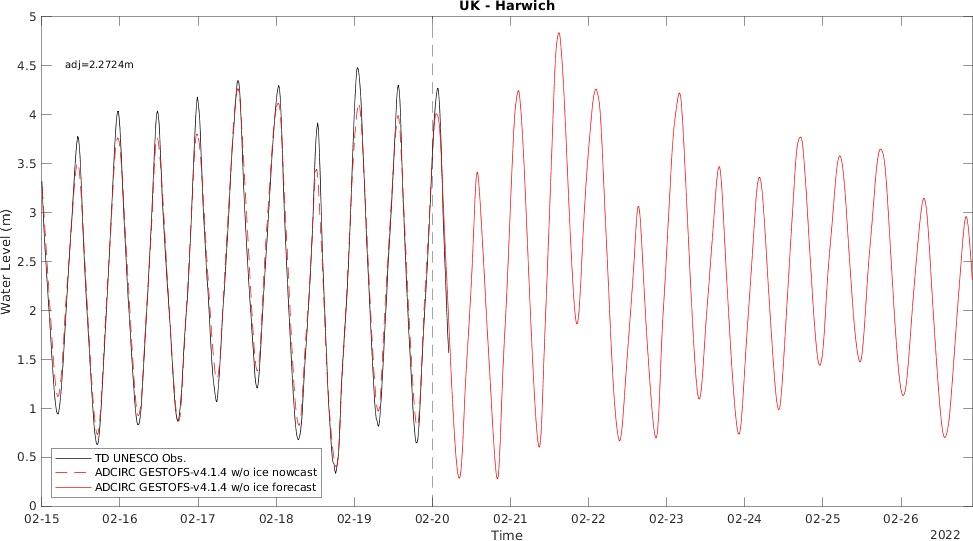 UK - Harwich
adj=2.2724m
5
4.5
4
3.5
3
2.5
2
1.5
1
0.5
0
Water Level (m)
TD UNESCO Obs.
ADCIRC GESTOFS-v4.1.4 w/o ice nowcast
ADCIRC GESTOFS-v4.1.4 w/o ice forecast
02-15 02-16 02-17 02-18 02-19 02-20 02-21 02-22 02-23 02-24 02-25 02-26
Time
2022